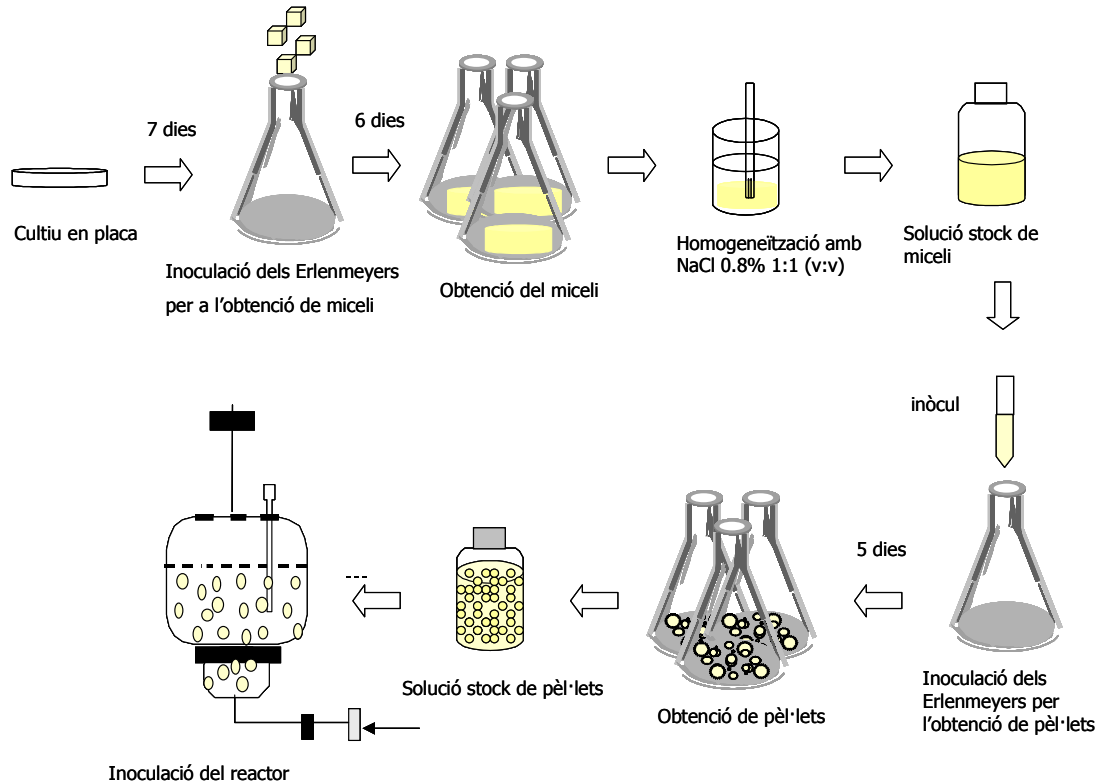 7 dies
6 dies
Cultiu en placa
Inoculació dels Erlenmeyers
per a l'obtenció de miceli
Obtenció del miceli
Homogeneïtzació amb
NaCl 0.8% 1:1 (v:v)
Solució stock de
miceli
inòcul
5 dies
Inoculació dels
Erlenmeyers per
l'obtenció de pèl·lets
Obtenció de pèl·lets
Solució stock de pèl·lets
Inoculació del reactor